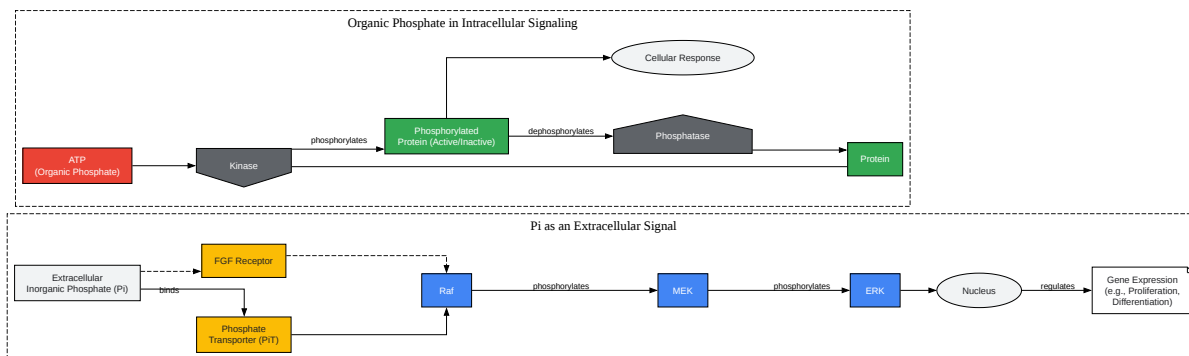 Organic Phosphate in Intracellular Signaling
Cellular Response
Phosphorylated
Protein (Active/Inactive)
phosphorylates
dephosphorylates
Phosphatase
ATP
(Organic Phosphate)
Kinase
Protein
Pi as an Extracellular Signal
FGF Receptor
Extracellular
Inorganic Phosphate (Pi)
binds
Raf
phosphorylates
MEK
phosphorylates
ERK
Nucleus
regulates
Gene Expression
(e.g., Proliferation,
Differentiation)
Phosphate
Transporter (PiT)